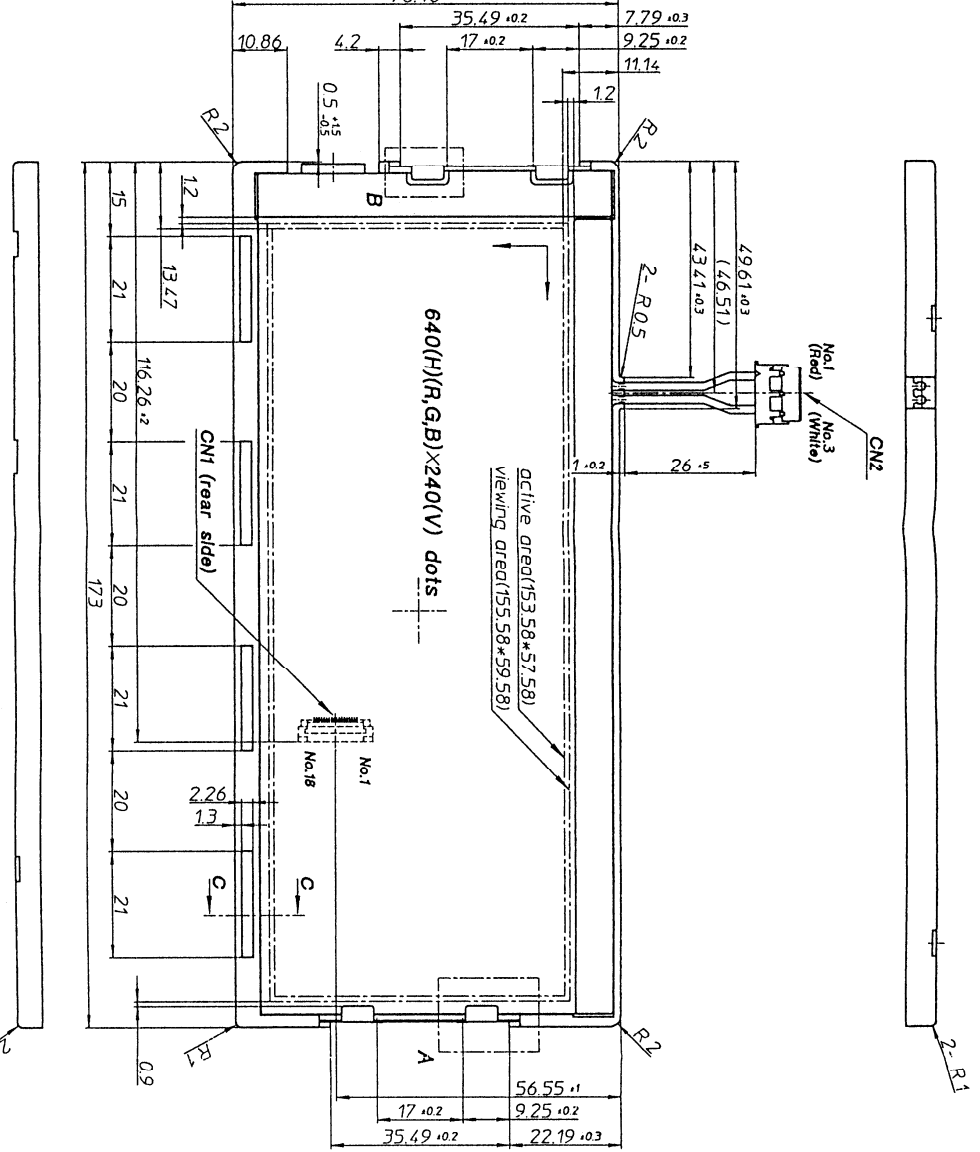 35.49 ±0.2
7.79 ±0.3
10.86
4.2
17 ±0.2
9.25 ±0.2
11.14
1.2
0.5 +1.5 -0.5
R2
R2
B
1.2
15
13.47
21
116.26 ±2
20
21
20
173
21
20
21
43.41 ±0.3
(46.51)
49.61 ±0.3
2-R0.5
No.1 (Red)
No.3 (White)
CN2
1 ±0.2
26 ±5
640(H)(R,G,B)×240(V) dots
active area(153.58*57.58)
viewing area(155.58*59.58)
CN1 (rear side)
No.1
No.18
2.26
1.3
C
C
0.9
R1
A
R2
2-R1
56.55 ±1
17 ±0.2
9.25 ±0.2
35.49 ±0.2
22.19 ±0.3